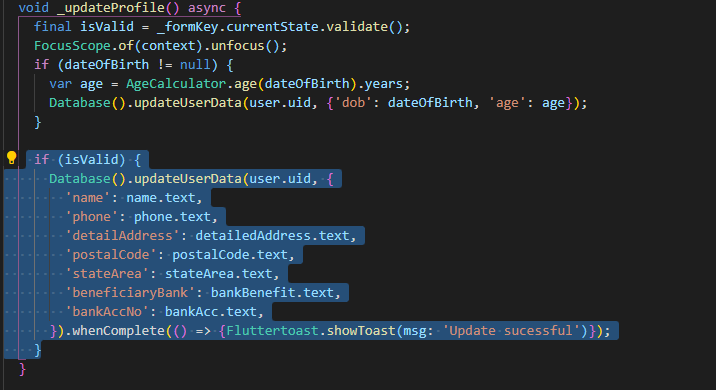 void _updateProfile() async {
final isValid = _formKey.currentState.validate();
FocusScope.of(context).unfocus();
if (dateOfBirth != null) {
var age = AgeCalculator.age(dateOfBirth).years;
Database().updateUserData(user.uid, {'dob': dateOfBirth, 'age': age});
}
if (isValid) {
Database().updateUserData(user.uid, {
'name': name.text,
'phone': phone.text,
'detailAddress': detailedAddress.text,
'postalCode': postalCode.text,
'stateArea': stateArea.text,
'beneficiaryBank': bankBenefit.text,
'bankAccNo': bankAcc.text,
}).whenComplete(() => {Fluttertoast.showToast(msg: 'Update sucessful')});
}
}